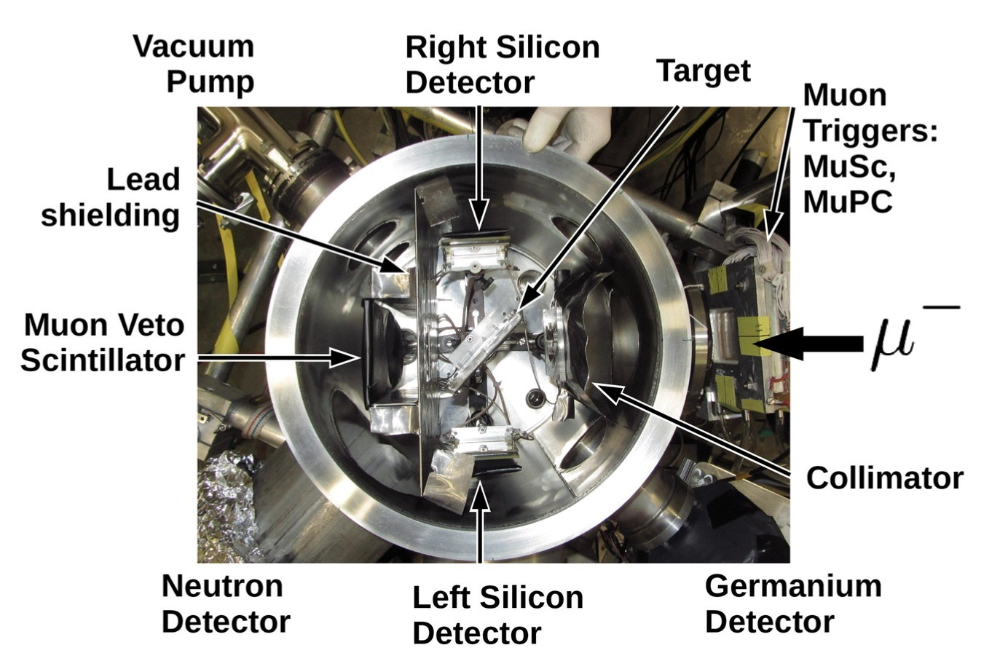 Vacuum
Pump
Right Silicon
Detector
Target
Muon
Triggers:
MuSc,
MuPC
Lead
shielding
Muon Veto
Scintillator
μ⁻
Collimator
Neutron
Detector
Left Silicon
Detector
Germanium
Detector